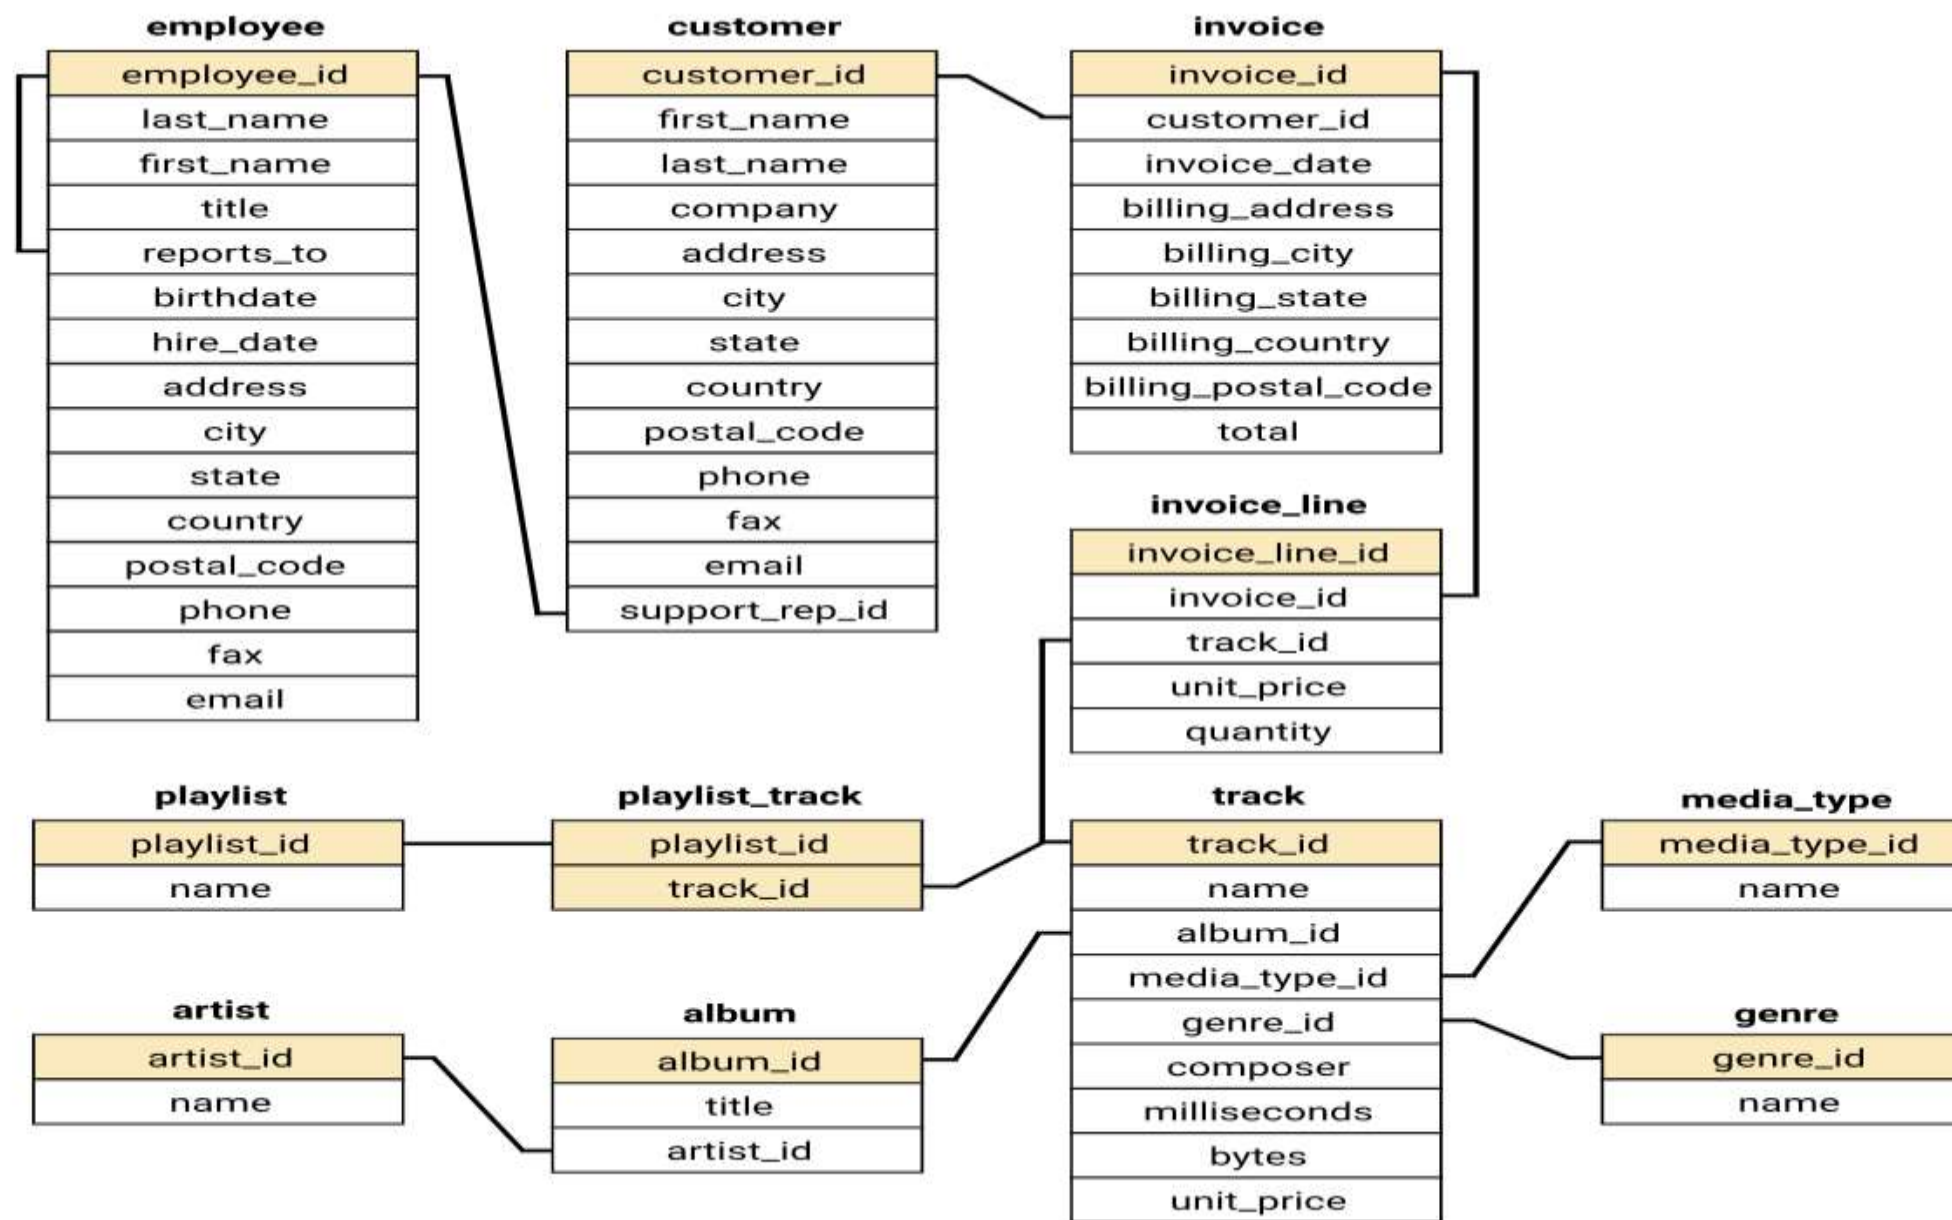 employee
employee_id
last_name
first_name
title
reports_to
birthdate
hire_date
address
city
state
country
postal_code
phone
fax
email
customer
customer_id
first_name
last_name
company
address
city
state
country
postal_code
phone
fax
email
support_rep_id
invoice
invoice_id
customer_id
invoice_date
billing_address
billing_city
billing_state
billing_country
billing_postal_code
total
invoice_line
invoice_line_id
invoice_id
track_id
unit_price
quantity
playlist
playlist_id
name
playlist_track
playlist_id
track_id
track
track_id
name
album_id
media_type_id
genre_id
composer
milliseconds
bytes
unit_price
media_type
media_type_id
name
artist
artist_id
name
album
album_id
title
artist_id
genre
genre_id
name